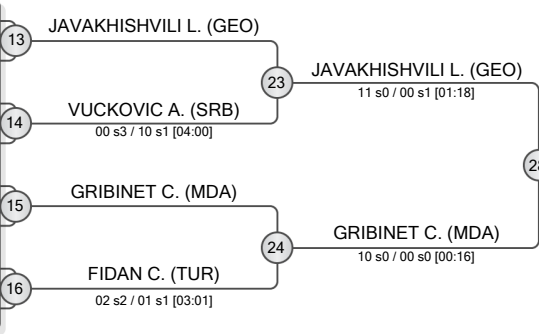 JAVAKHISHVILI L. (GEO)
13
23
JAVAKHISHVILI L. (GEO)
11 s0 / 00 s1 [01:18]
14
VUCKOVIC A. (SRB)
00 s3 / 10 s1 [04:00]
15
GRIBINET C. (MDA)
24
GRIBINET C. (MDA)
10 s0 / 00 s0 [00:16]
16
FIDAN C. (TUR)
02 s2 / 01 s1 [03:01]